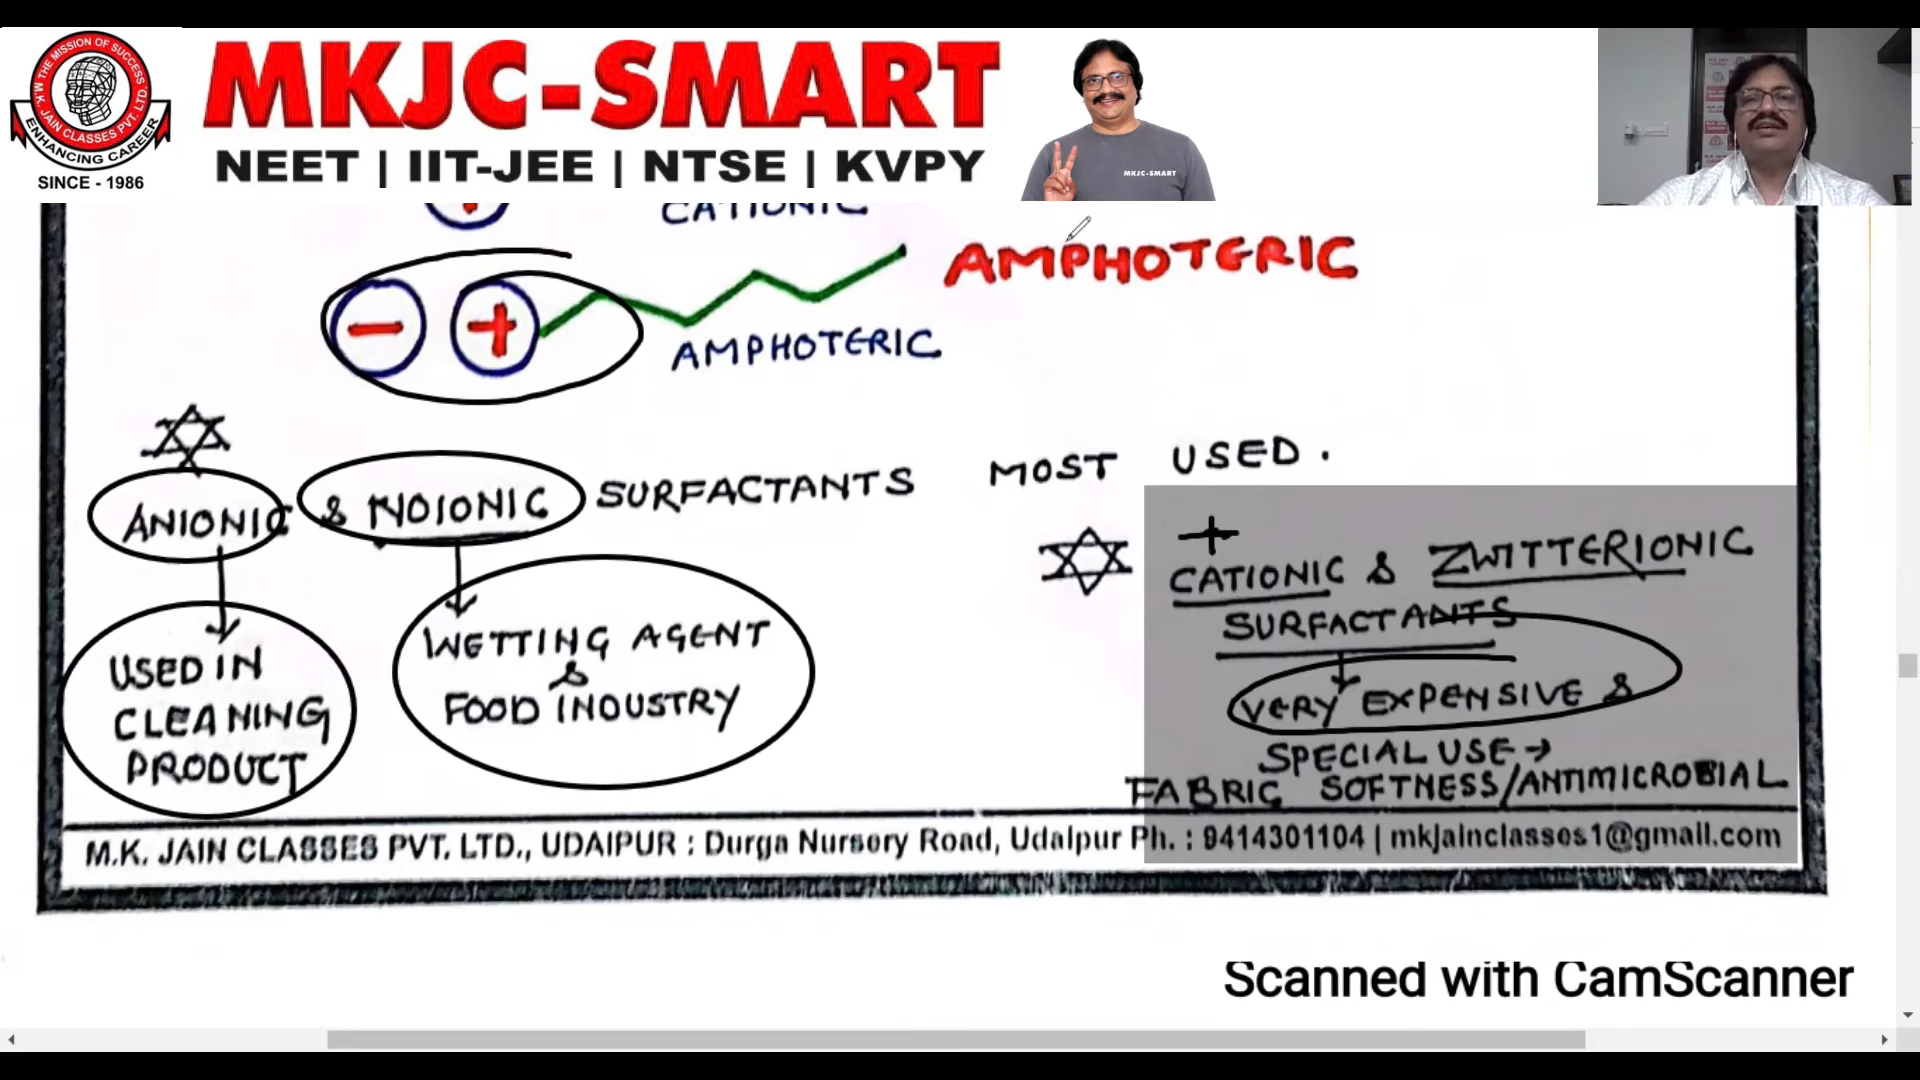 THE MISSION OF SUCCESS
M.K. JAIN CLASSES PVT. LTD.
ENHANCING CAREER
SINCE - 1986
MKJC-SMART
NEET | IIT-JEE | NTSE | KVPY
MKJC-SMART
CATIONIC
- + AMPHOTERIC
AMPHOTERIC
ANIONIC & NOIONIC SURFACTANTS MOST USED.
USED IN
CLEANING
PRODUCT
WETTING AGENT
&
FOOD INDUSTRY
+
CATIONIC & ZWITTERIONIC
SURFACTANTS
VERY EXPENSIVE &
SPECIAL USE →
FABRIC SOFTNESS/ANTIMICROBIAL
M.K. JAIN CLASSES PVT. LTD., UDAIPUR : Durga Nursery Road, Udaipur Ph. : 9414301104 | mkjainclasses1@gmail.com
Scanned with CamScanner